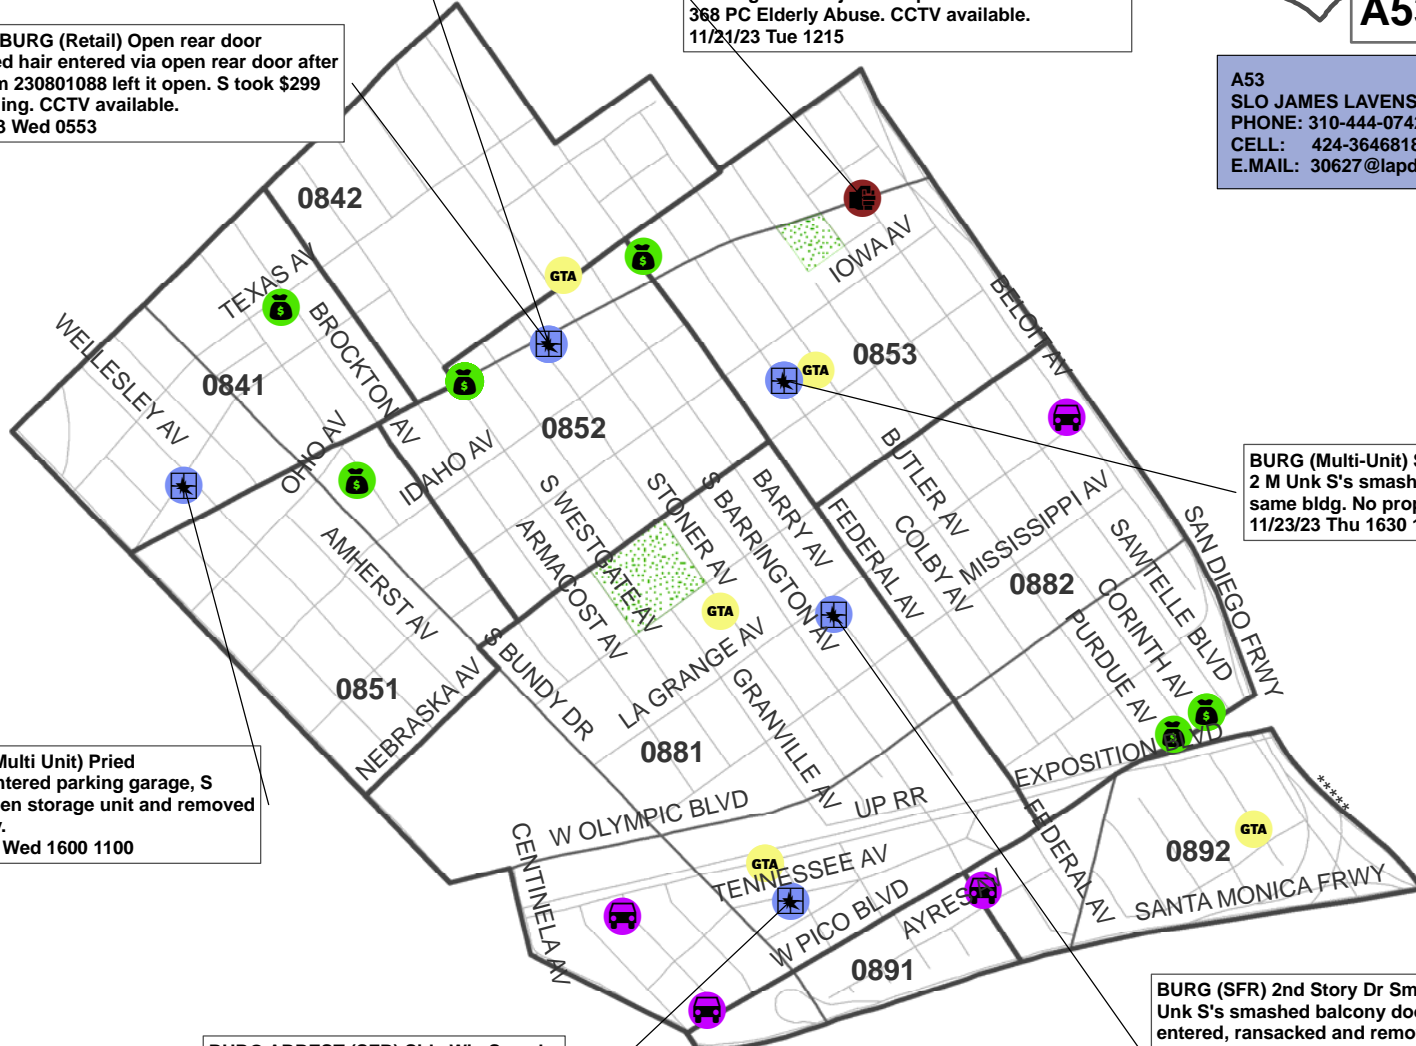 368 PC Elderly Abuse. CCTV available.
11/21/23 Tue 1215
A53
BURG (Retail) Open rear door
ed hair entered via open rear door after
m 230801088 left it open. S took $299
ing. CCTV available.
3 Wed 0553
A53
SLO JAMES LAVENS
PHONE: 310-444-074
CELL: 424-3646818
E.MAIL: 30627@lapd
0842
IOWA AV
TEXAS AV
GTA
$
$
BELOIT AV
WELLESLEY AV
BROCKTON AV
0841
0853
GTA
$
0852
OHIO AV
IDAHO AV
$
BURG (Multi-Unit) S
2 M Unk S's smash
same bldg. No prop
11/23/23 Thu 1630 1
S WESTGATE AV
STONER AV
S BARRINGTON AV
BARRY AV
BUTLER AV
FEDERAL AV
COLBY AV
MISSISSIPPI AV
SAN DIEGO FRWY
SAWTELLE BLVD
ARMACOST AV
AMHERST AV
0882
CORINTH AV
PURDUE AV
GTA
LA GRANGE AV
S BUNDY DR
0851
NEBRASKA AV
GRANVILLE AV
0881
$
$
EXPOSITION BLVD
Multi Unit) Pried
ntered parking garage, S
en storage unit and removed
Wed 1600 1100
W OLYMPIC BLVD
UP RR
FEDERAL AV
*****
GTA
0892
CENTINELA AV
GTA
TENNESSEE AV
SANTA MONICA FRWY
W PICO BLVD
AYRES AV
0891
BURG (SFR) 2nd Story Dr Sm
Unk S's smashed balcony doo
entered, ransacked and remo